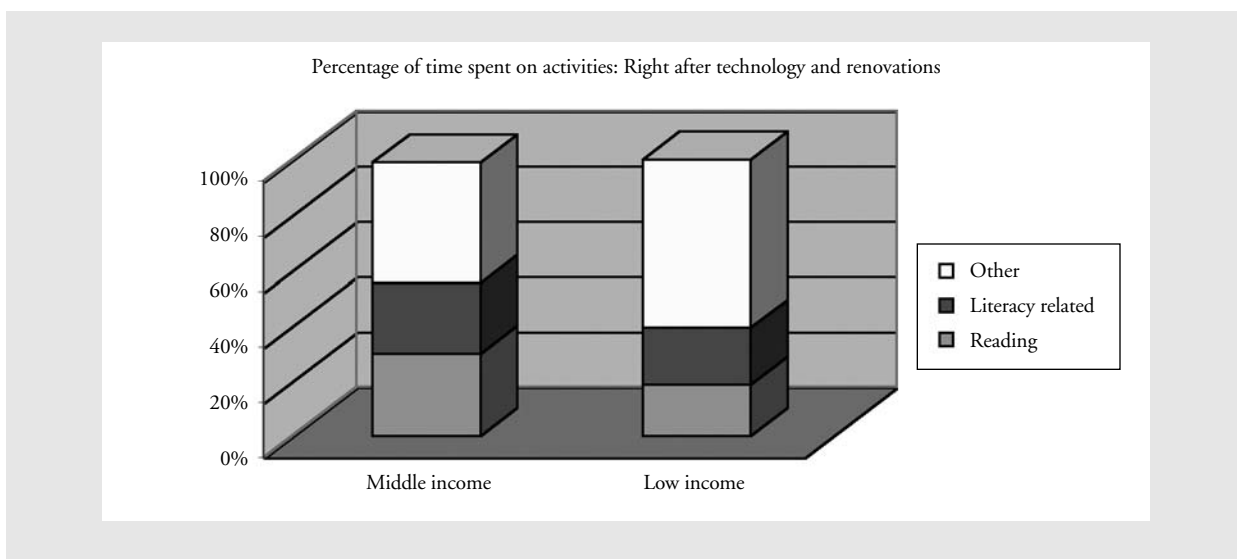 Percentage of time spent on activities: Right after technology and renovations
100%
80%
60%
40%
20%
0%
Middle income Low income
Other
Literacy related
Reading